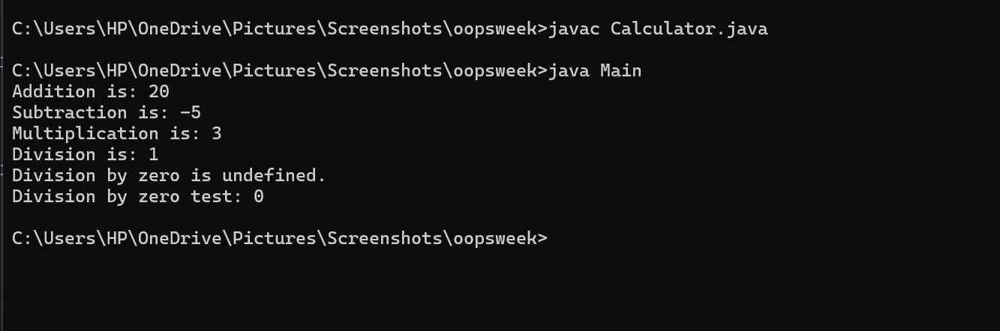 C:\Users\HP\OneDrive\Pictures\Screenshots\oopsweek>javac Calculator.java
C:\Users\HP\OneDrive\Pictures\Screenshots\oopsweek>java Main
Addition is: 20
Subtraction is: -5
Multiplication is: 3
Division is: 1
Division by zero is undefined.
Division by zero test: 0
C:\Users\HP\OneDrive\Pictures\Screenshots\oopsweek>